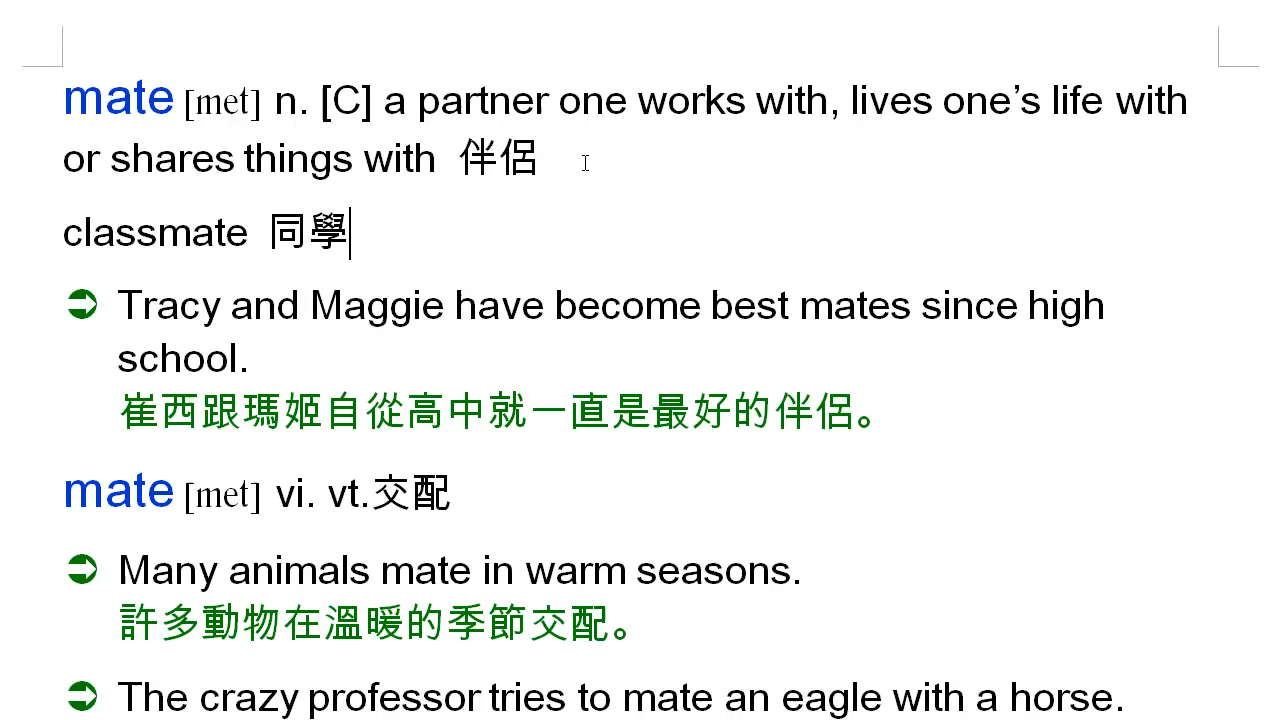 mate [met] n. [C] a partner one works with, lives one’s life with
or shares things with 伴侶
classmate 同學
➲ Tracy and Maggie have become best mates since high
school.
崔西跟瑪姬自從高中就一直是最好的伴侶。
mate [met] vi. vt.交配
➲ Many animals mate in warm seasons.
許多動物在溫暖的季節交配。
➲ The crazy professor tries to mate an eagle with a horse.